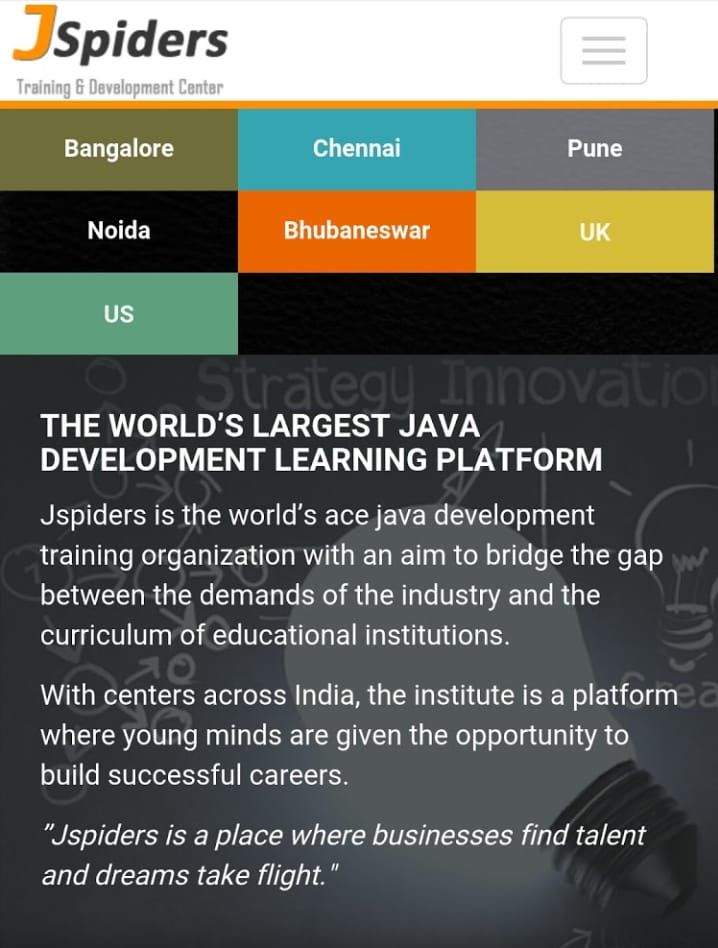 JSpiders
Training & Development Center
Bangalore
Chennai
Pune
Noida
Bhubaneswar
UK
US
Strategy Innovatio
THE WORLD’S LARGEST JAVA
DEVELOPMENT LEARNING PLATFORM
Jspiders is the world’s ace java development
training organization with an aim to bridge the gap
between the demands of the industry and the
curriculum of educational institutions.
Crea
With centers across India, the institute is a platform
where young minds are given the opportunity to
build successful careers.
”Jspiders is a place where businesses find talent
and dreams take flight."